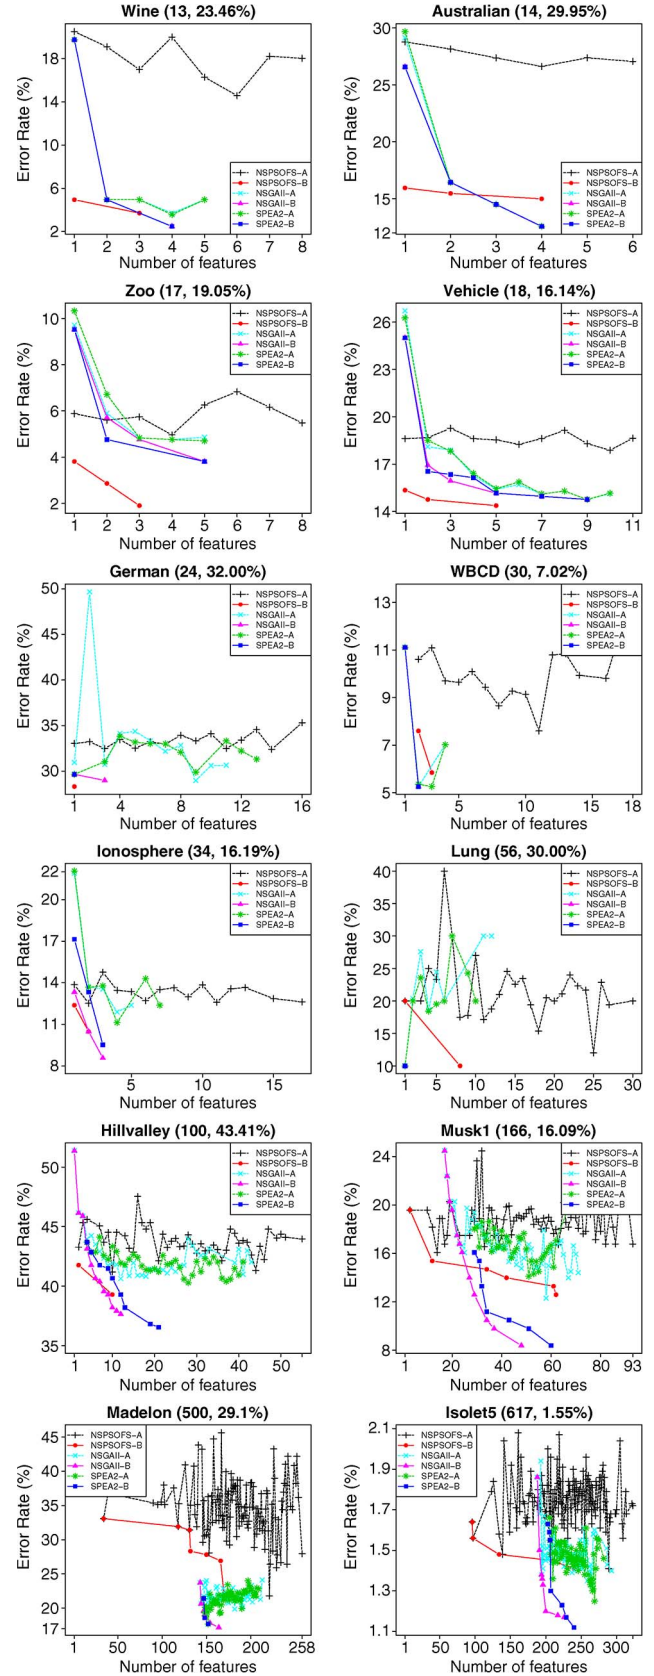 Wine (13, 23.46%)
Error Rate (%)
18
14
6
2
NSPSOFS-A
NSPSOFS-B
NSGAII-A
NSGAII-B
SPEA2-A
SPEA2-B
1 2 3 4 5 6 7 8
Number of features
Australian (14, 29.95%)
Error Rate (%)
30
25
20
15
12
NSPSOFS-A
NSPSOFS-B
NSGAII-A
NSGAII-B
SPEA2-A
SPEA2-B
1 2 3 4 5 6
Number of features
Zoo (17, 19.05%)
Error Rate (%)
10
8
6
4
2
NSPSOFS-A
NSPSOFS-B
NSGAII-A
NSGAII-B
SPEA2-A
SPEA2-B
1 2 3 4 5 6 7 8
Number of features
Vehicle (18, 16.14%)
Error Rate (%)
26
23
20
17
14
NSPSOFS-A
NSPSOFS-B
NSGAII-A
NSGAII-B
SPEA2-A
SPEA2-B
1 3 5 7 9 11
Number of features
German (24, 32.00%)
Error Rate (%)
50
45
40
35
30
NSPSOFS-A
NSPSOFS-B
NSGAII-A
NSGAII-B
SPEA2-A
SPEA2-B
1 4 8 12 16
Number of features
WBCD (30, 7.02%)
Error Rate (%)
13
11
9
7
5
NSPSOFS-A
NSPSOFS-B
NSGAII-A
NSGAII-B
SPEA2-A
SPEA2-B
1 5 10 15 18
Number of features
Ionosphere (34, 16.19%)
Error Rate (%)
22
20
17
14
11
8
NSPSOFS-A
NSPSOFS-B
NSGAII-A
NSGAII-B
SPEA2-A
SPEA2-B
5 10 15
Number of features
Lung (56, 30.00%)
Error Rate (%)
40
30
20
10
NSPSOFS-A
NSPSOFS-B
NSGAII-A
NSGAII-B
SPEA2-A
SPEA2-B
1 5 10 15 20 25 30
Number of features
Hillvalley (100, 43.41%)
Error Rate (%)
50
45
40
35
NSPSOFS-A
NSPSOFS-B
NSGAII-A
NSGAII-B
SPEA2-A
SPEA2-B
1 10 20 30 40 50
Number of features
Musk1 (166, 16.09%)
Error Rate (%)
24
20
16
12
8
NSPSOFS-A
NSPSOFS-B
NSGAII-A
NSGAII-B
SPEA2-A
SPEA2-B
1 20 40 60 80 93
Number of features
Madelon (500, 29.1%)
Error Rate (%)
45
40
35
30
25
20
17
NSPSOFS-A
NSPSOFS-B
NSGAII-A
NSGAII-B
SPEA2-A
SPEA2-B
1 50 100 150 200 258
Number of features
Isolet5 (617, 1.55%)
Error Rate (%)
2.1
1.9
1.7
1.5
1.3
1.1
NSPSOFS-A
NSPSOFS-B
NSGAII-A
NSGAII-B
SPEA2-A
SPEA2-B
1 50 100 150 200 250 300
Number of features